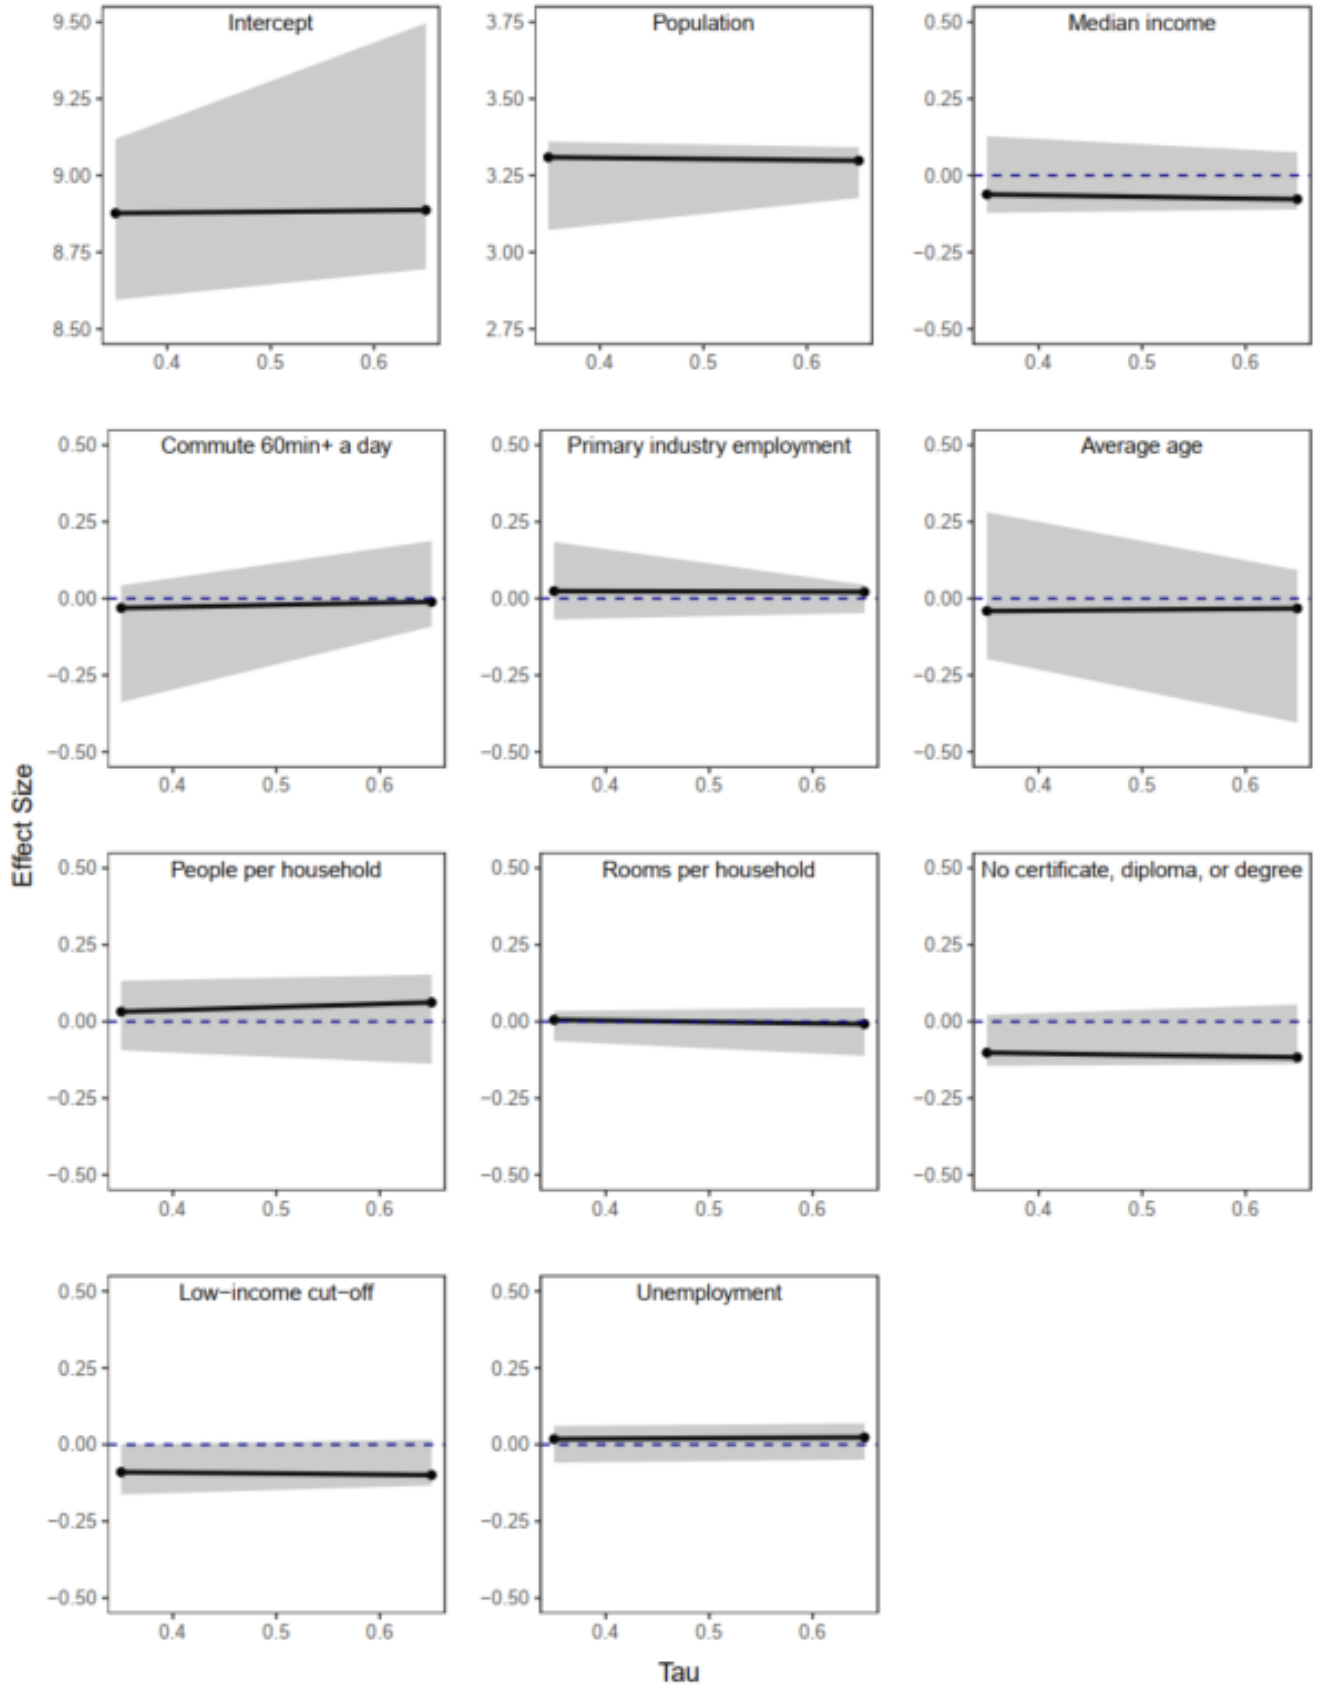 Intercept
9.50
9.25
9.00
8.75
8.50
0.4 0.5 0.6
Population
3.75
3.50
3.25
3.00
2.75
0.4 0.5 0.6
Median income
0.50
0.25
0.00
−0.25
−0.50
0.4 0.5 0.6
Commute 60min+ a day
0.50
0.25
0.00
−0.25
−0.50
0.4 0.5 0.6
Primary industry employment
0.50
0.25
0.00
−0.25
−0.50
0.4 0.5 0.6
Average age
0.50
0.25
0.00
−0.25
−0.50
0.4 0.5 0.6
Effect Size
People per household
0.50
0.25
0.00
−0.25
−0.50
0.4 0.5 0.6
Rooms per household
0.50
0.25
0.00
−0.25
−0.50
0.4 0.5 0.6
No certificate, diploma, or degree
0.50
0.25
0.00
−0.25
−0.50
0.4 0.5 0.6
Low−income cut−off
0.50
0.25
0.00
−0.25
−0.50
0.4 0.5 0.6
Unemployment
0.50
0.25
0.00
−0.25
−0.50
0.4 0.5 0.6
Tau